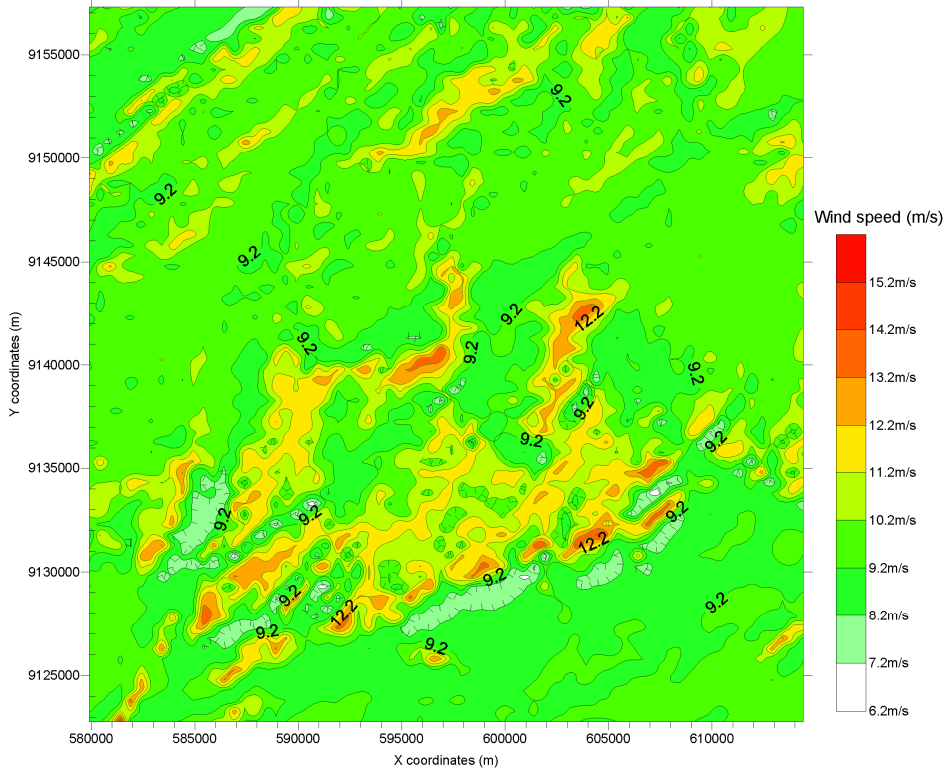 9155000
9150000
9145000
9140000
9135000
9130000
9125000
Y coordinates (m)
580000 585000 590000 595000 600000 605000 610000
X coordinates (m)
9.2
9.2
9.2
9.2
12.2
9.2
9.2
9.2
9.2
9.2
9.2
9.2
9.2
9.2
12.2
9.2
9.2
9.2
12.2
9.2
9.2
Wind speed (m/s)
15.2m/s
14.2m/s
13.2m/s
12.2m/s
11.2m/s
10.2m/s
9.2m/s
8.2m/s
7.2m/s
6.2m/s